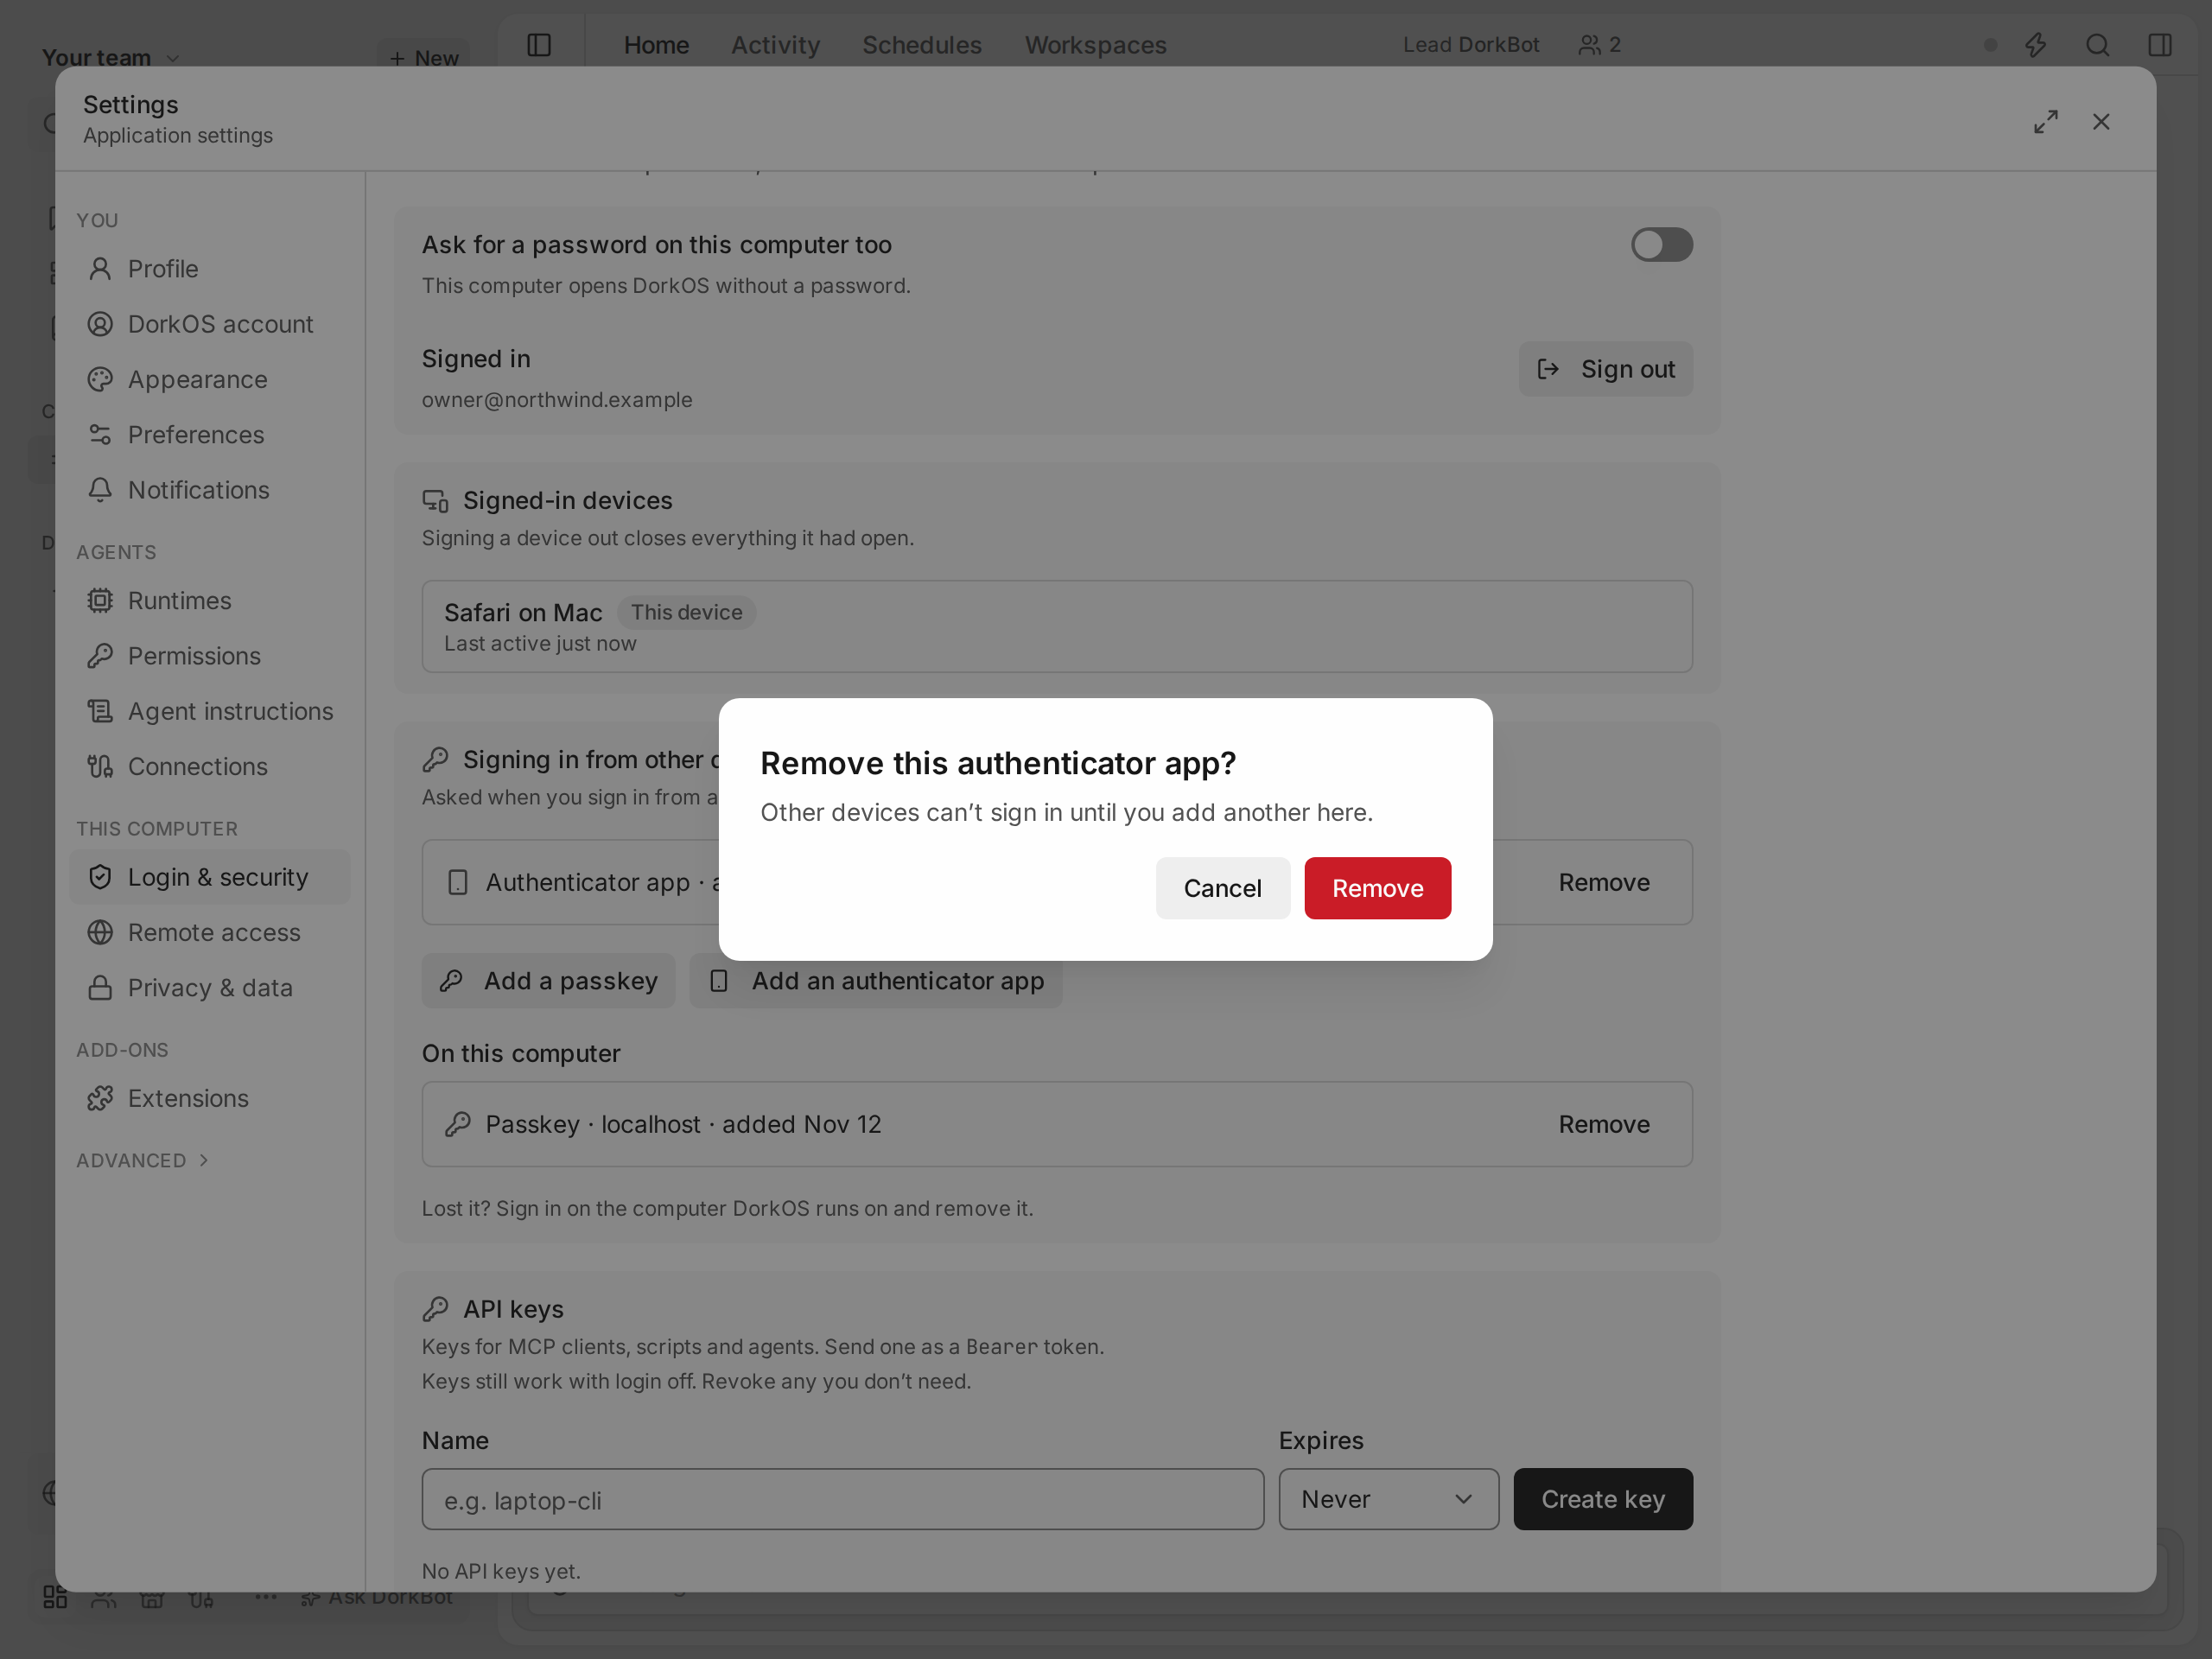 Your team
New
Home
Activity
Schedules
Workspaces
Lead DorkBot
2
Settings
Application settings
YOU
Profile
DorkOS account
Appearance
Preferences
Notifications
AGENTS
Runtimes
Permissions
Agent instructions
Connections
THIS COMPUTER
Login & security
Remote access
Privacy & data
ADD-ONS
Extensions
ADVANCED
Ask for a password on this computer too
This computer opens DorkOS without a password.
Signed in
owner@northwind.example
Sign out
Signed-in devices
Signing a device out closes everything it had open.
Safari on Mac
This device
Last active just now
Signing in from other
Asked when you sign in from a
Authenticator app ·
Remove
Remove this authenticator app?
Other devices can’t sign in until you add another here.
Cancel
Remove
Add a passkey
Add an authenticator app
On this computer
Passkey · localhost · added Nov 12
Remove
Lost it? Sign in on the computer DorkOS runs on and remove it.
API keys
Keys for MCP clients, scripts and agents. Send one as a Bearer token.
Keys still work with login off. Revoke any you don’t need.
Name
Expires
e.g. laptop-cli
Never
Create key
No API keys yet.
Ask DorkBot